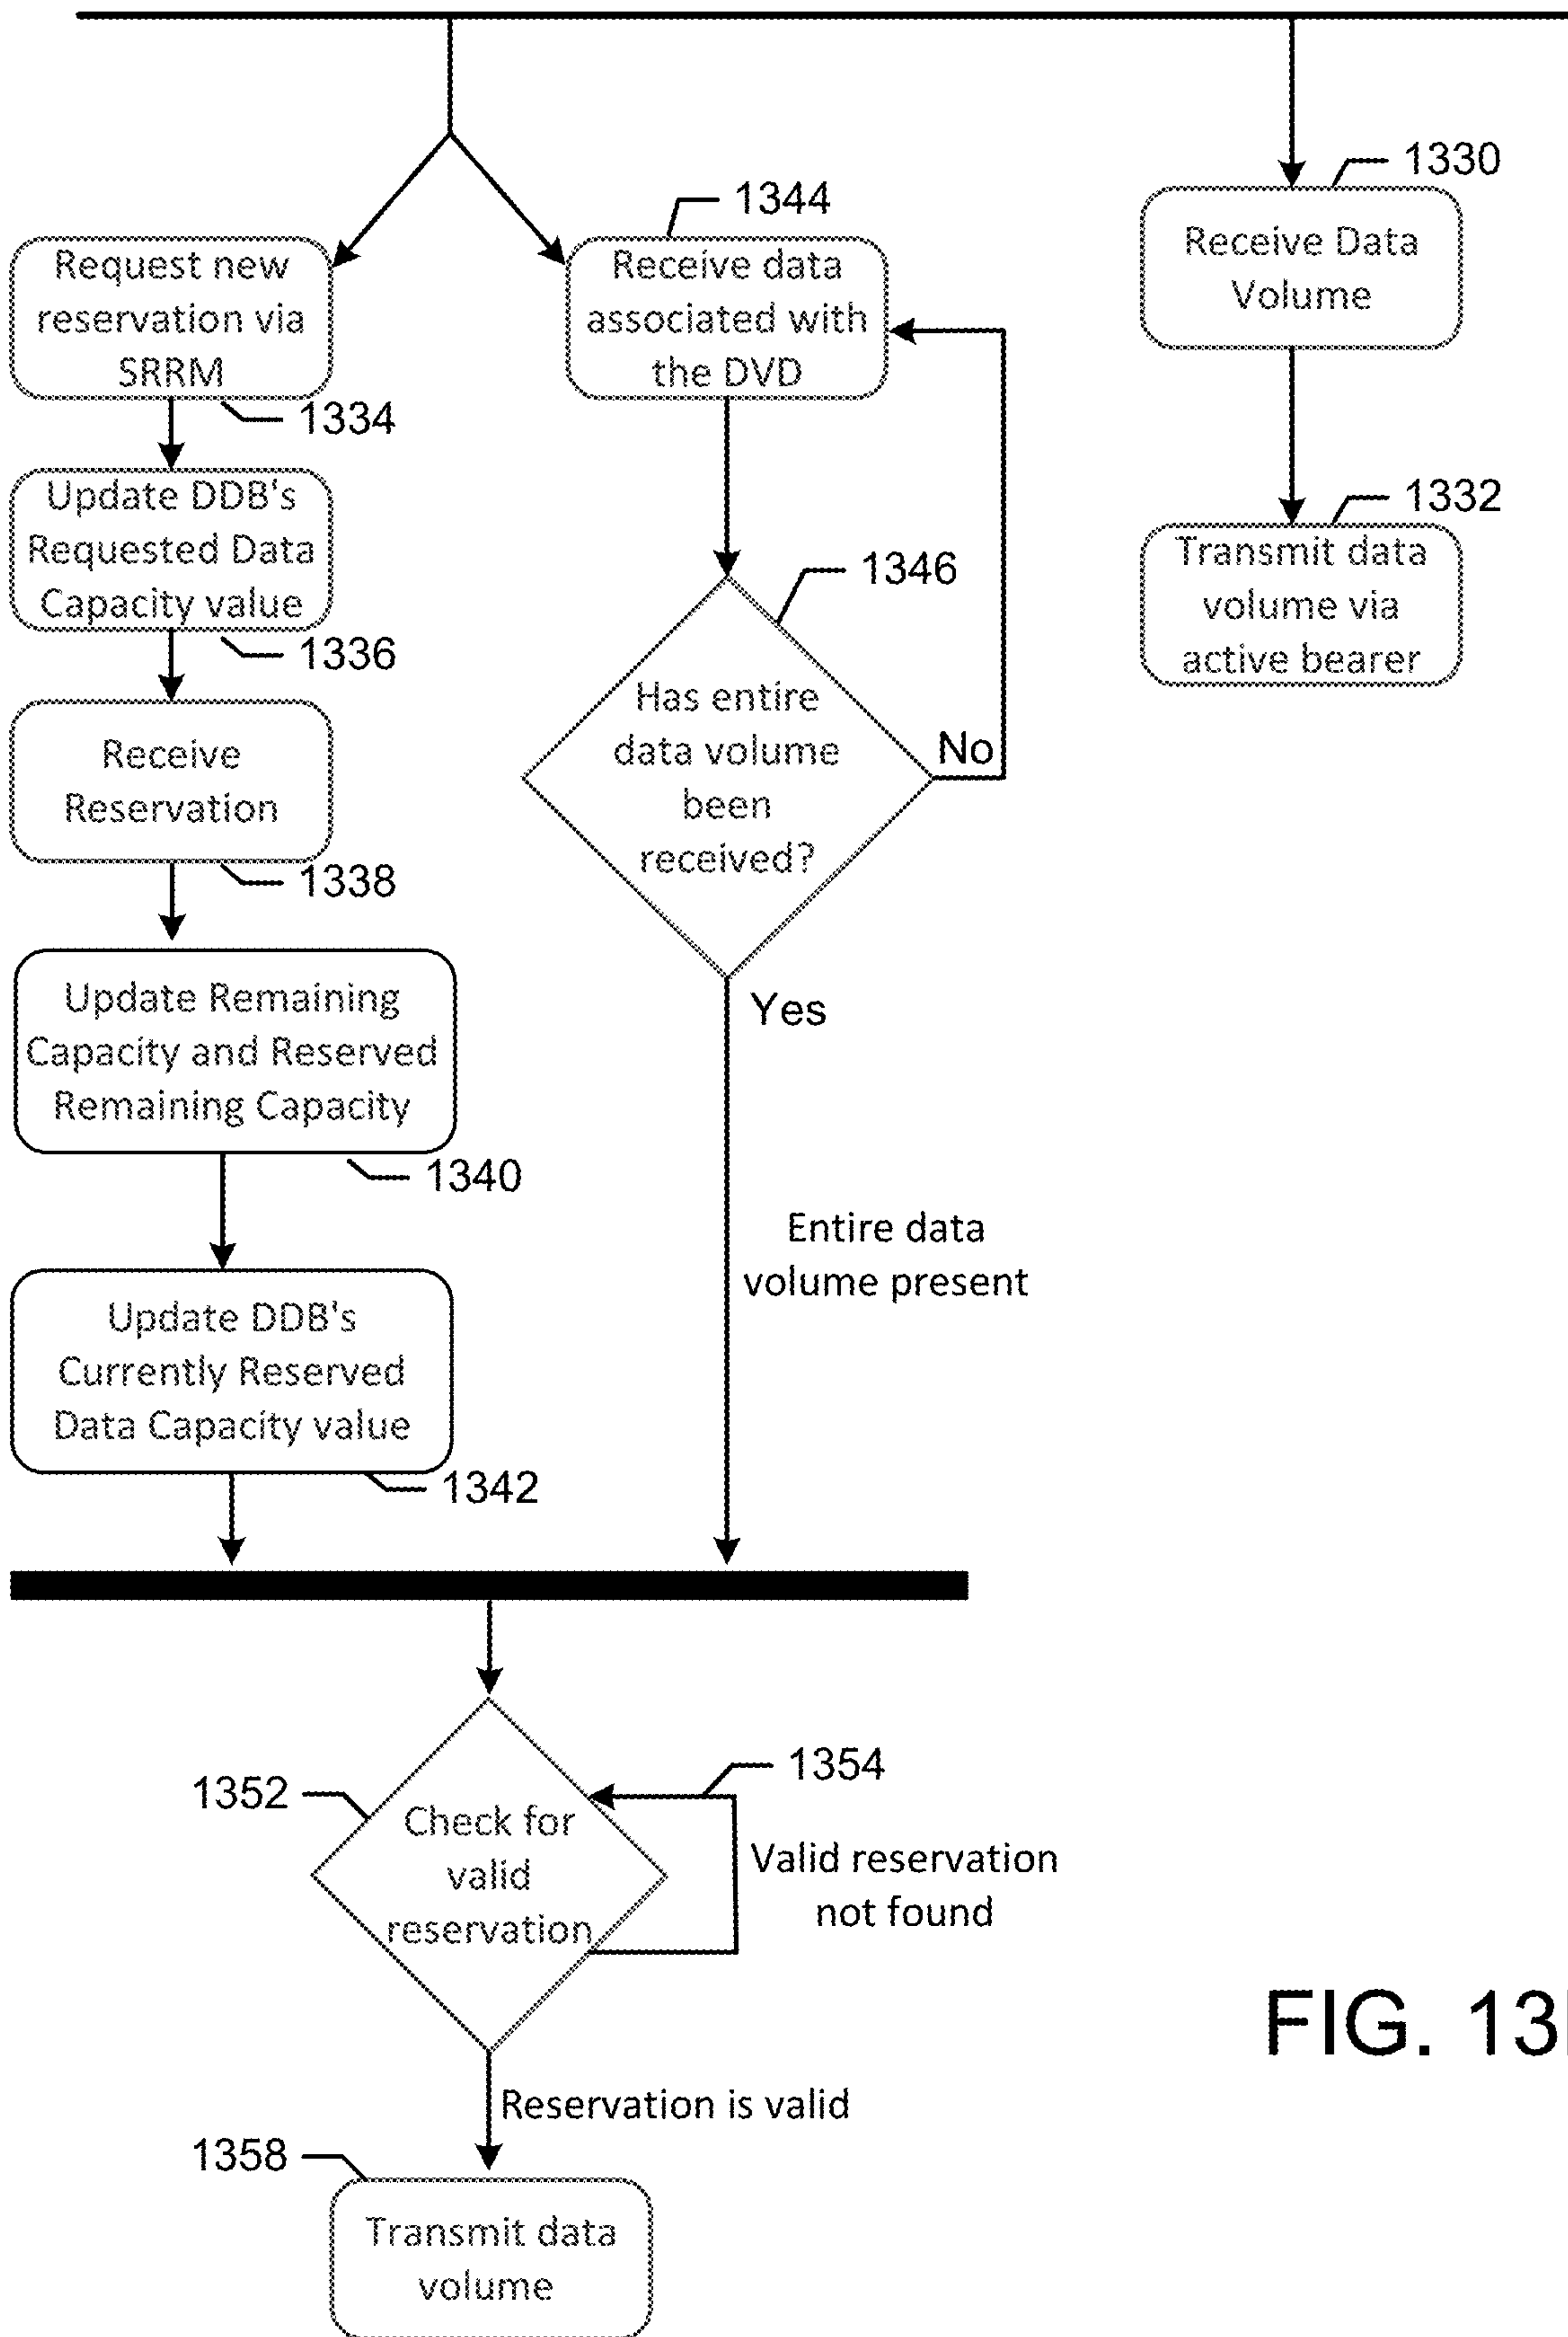 1330
Receive Data
Volume
1344
Request new
reservation via
SRRM
1334
Receive data
associated with
the DVD
1332
Transmit data
volume via
active bearer
Update DDB's
Requested Data
Capacity value
1336
1346
Has entire
data volume
been
received?
No
Yes
Receive
Reservation
1338
Update Remaining
Capacity and Reserved
Remaining Capacity
1340
Entire data
volume present
Update DDB's
Currently Reserved
Data Capacity value
1342
1352
1354
Check for
valid
reservation
Valid reservation
not found
FIG. 13
Reservation is valid
1358
Transmit data
volume